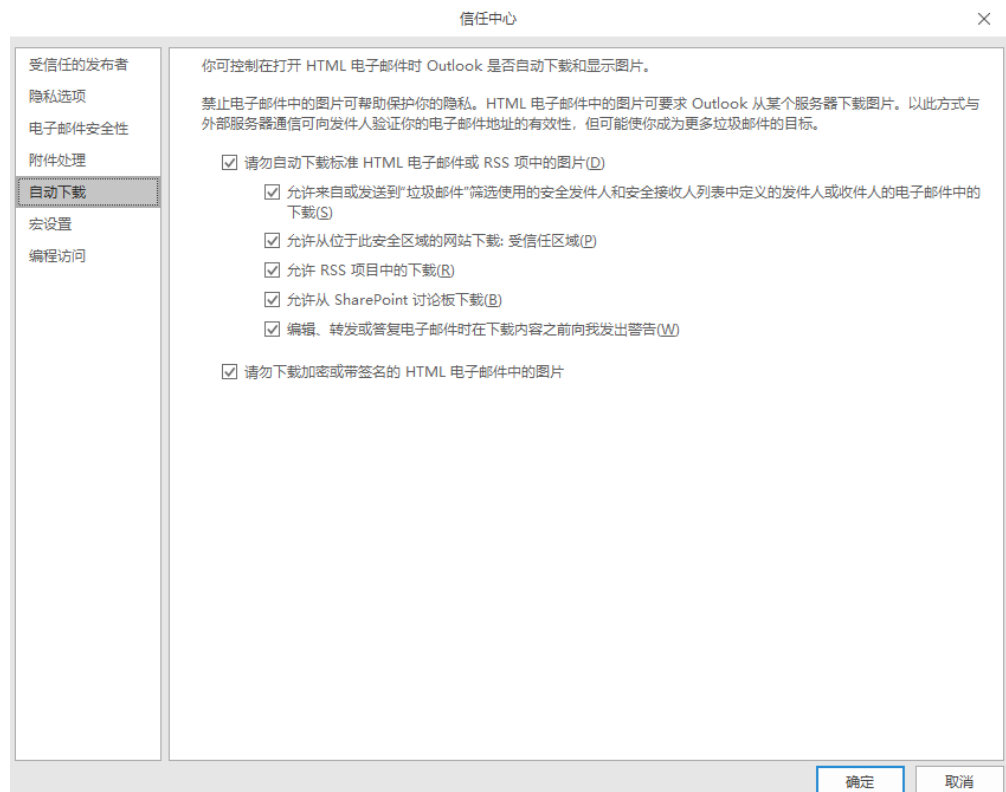 信任中心
受信任的发布者
隐私选项
电子邮件安全性
附件处理
自动下载
宏设置
编程访问
你可控制在打开 HTML 电子邮件时 Outlook 是否自动下载和显示图片。
禁止电子邮件中的图片可帮助保护你的隐私。HTML 电子邮件中的图片可要求 Outlook 从某个服务器下载图片。以此方式与
外部服务器通信可向发件人验证你的电子邮件地址的有效性，但可能使你成为更多垃圾邮件的目标。
请勿自动下载标准 HTML 电子邮件或 RSS 项中的图片(D)
允许来自或发送到“垃圾邮件”筛选使用的安全发件人和安全接收人列表中定义的发件人或收件人的电子邮件中的
下载(S)
允许从位于此安全区域的网站下载: 受信任区域(P)
允许 RSS 项目中的下载(R)
允许从 SharePoint 讨论板下载(B)
编辑、转发或答复电子邮件时在下载内容之前向我发出警告(W)
请勿下载加密或带签名的 HTML 电子邮件中的图片
确定
取消